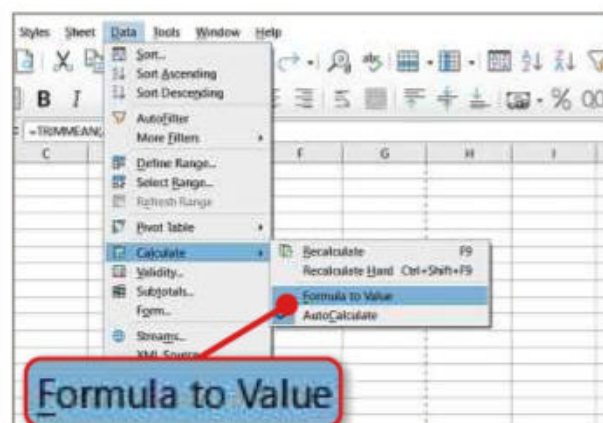 Styles Sheet Data Tools Window Help
B I
=TRIMMEAN(
C F G H I
Sort...
Sort Ascending
Sort Descending
AutoFilter
More Filters
Define Range...
Select Range...
Refresh Range
Pivot Table
Calculate
Validity...
Subtotals...
Form...
Streams...
XML Source
Recalculate F9
Recalculate Hard Ctrl+Shift+F9
Formula to Value
AutoCalculate
Formula to Value